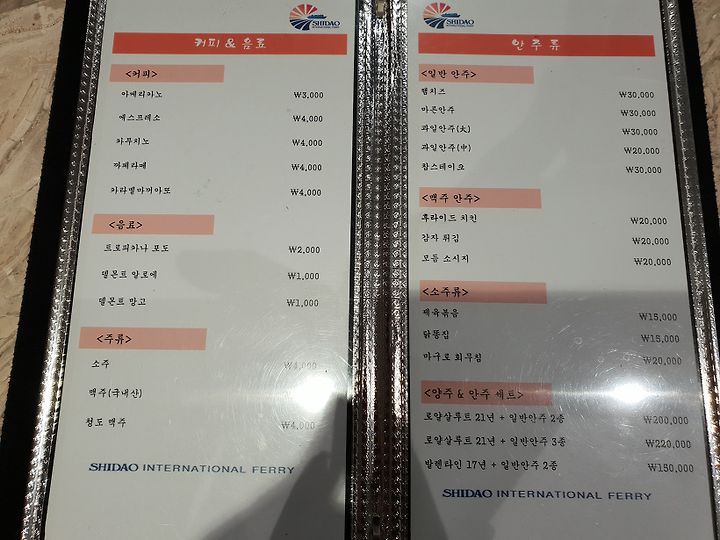 SHIDAO
INTERNATIONAL FERRY
커피 & 음료
<커피>
아메리카노 ₩3,000
에스프레소 ₩4,000
카푸치노 ₩4,000
까페라떼 ₩4,000
카라멜마끼아또 ₩4,000
<음료>
트로피카나 포도 ₩2,000
델몬트 알로에 ₩1,000
델몬트 망고 ₩1,000
<주류>
소주 ₩4,000
맥주(국내산)
청도 맥주 ₩4,000
SHIDAO INTERNATIONAL FERRY
SHIDAO
INTERNATIONAL FERRY
안주류
<일반 안주>
햄치즈 ₩30,000
마른안주 ₩30,000
과일안주(大) ₩30,000
과일안주(中) ₩20,000
찹스테이크 ₩30,000
<맥주 안주>
후라이드 치킨 ₩20,000
감자 튀김 ₩20,000
모듬 소시지 ₩20,000
<소주류>
제육볶음 ₩15,000
닭똥집 ₩15,000
마구로 회무침 ₩20,000
<양주 & 안주 세트>
로얄살루트 21년 + 일반안주 2종 ₩200,000
로얄살루트 21년 + 일반안주 3종 ₩220,000
발렌타인 17년 + 일반안주 2종 ₩150,000
SHIDAO INTERNATIONAL FERRY